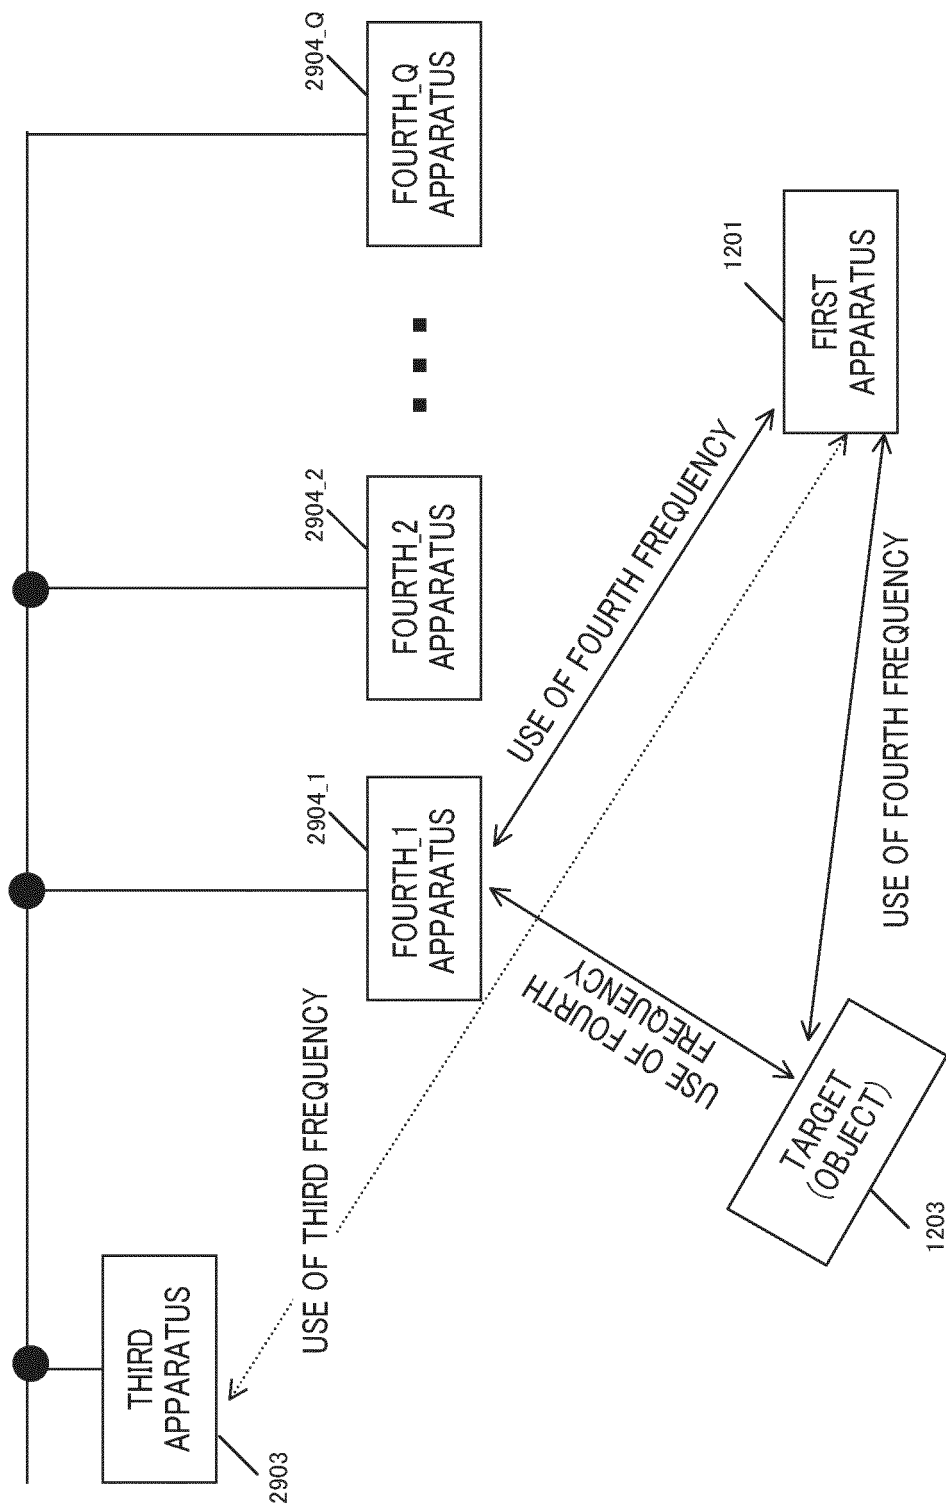 THIRD
APPARATUS
2903
USE OF THIRD FREQUENCY
FOURTH_1
APPARATUS
2904_1
FOURTH_2
APPARATUS
2904_2
FOURTH_Q
APPARATUS
2904_Q
USE OF FOURTH
FREQUENCY
USE OF FOURTH FREQUENCY
TARGET
(OBJECT)
1203
USE OF FOURTH FREQUENCY
FIRST
APPARATUS
1201